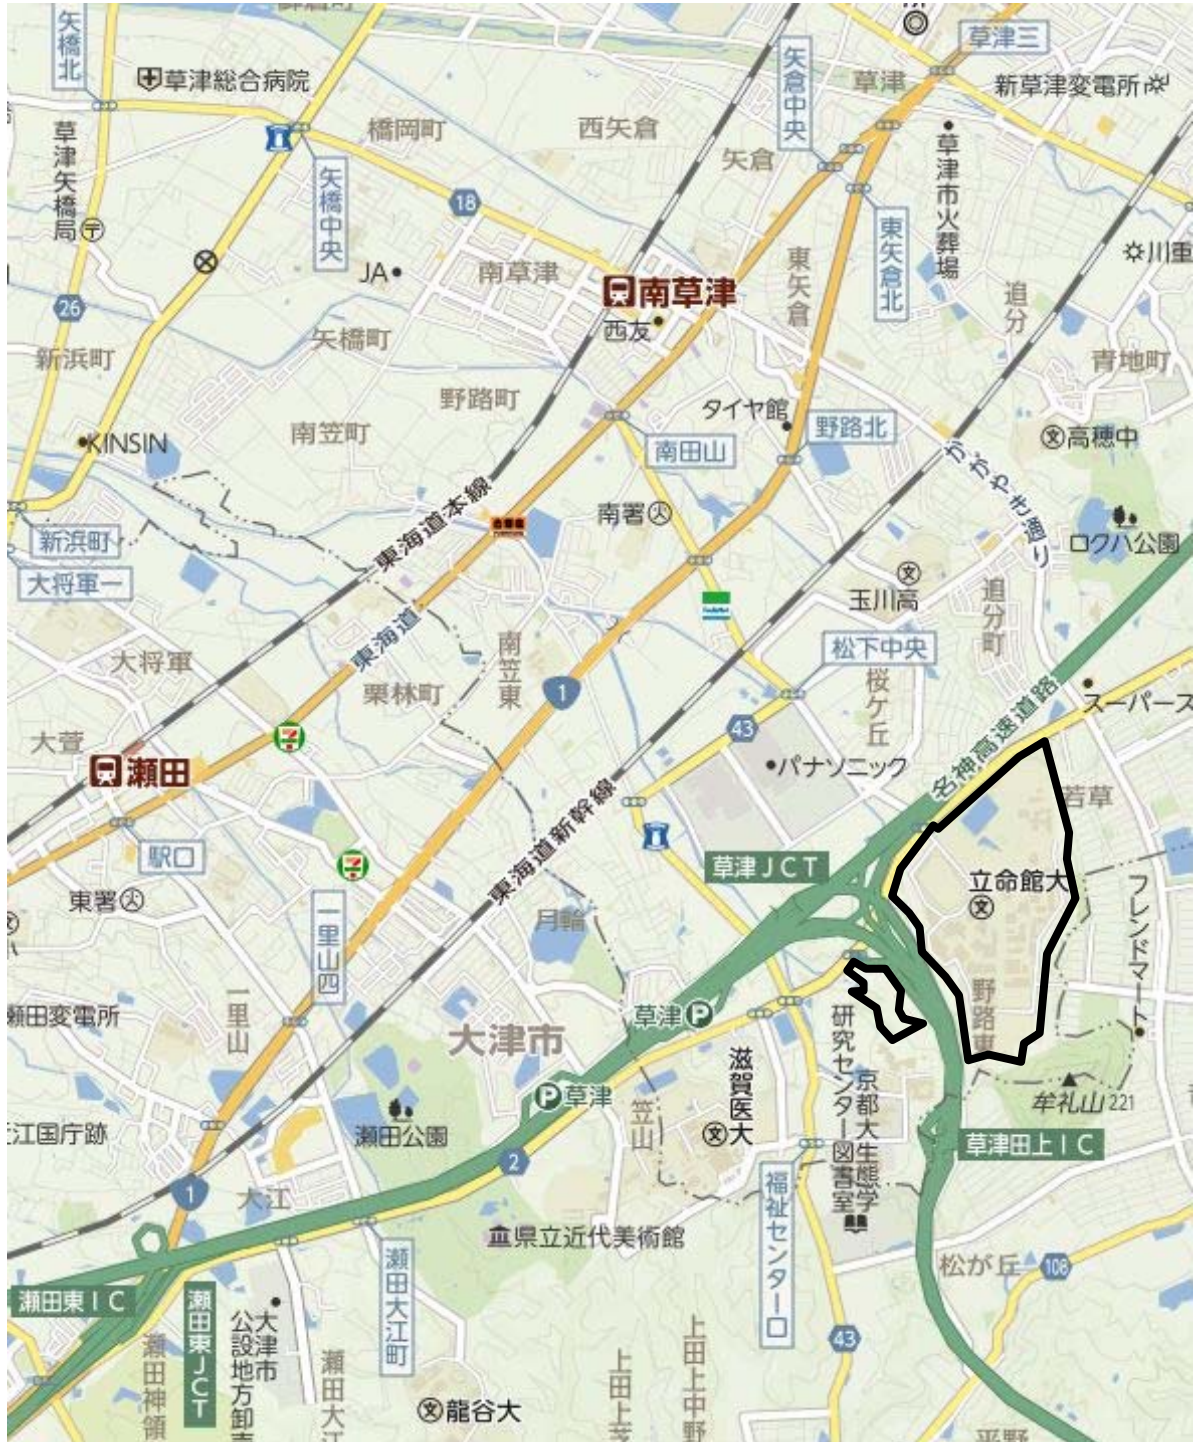 矢橋北
草津総合病院
草津三
草津
新草津変電所
矢倉中央
橋岡町
西矢倉
矢倉
草津矢橋局
矢橋中央
18
草津市火葬場
東矢倉北
東矢倉
川重
JA
南草津
南草津
西友
追分
26
新浜町
矢橋町
青地町
野路町
タイヤ館
野路北
KINSIN
南笠町
南田山
高穂中
かがやき通り
東海道本線
南署
新浜町
ロクハ公園
大将軍一
玉川高
追分町
東海道
南笠東
松下中央
大将軍
栗林町
1
桜ケ丘
スーパース
大萱
43
名神高速道路
瀬田
パナソニック
若草
東海道新幹線
駅口
草津JCT
立命館大
フレンドマート
東署
一里山四
月輪
瀬田変電所
一里山
大津市
草津P
野路東
研究センター図書室
京都大生態学
滋賀医大
P草津
笠山
牟礼山221
江国庁跡
瀬田公園
草津田上IC
2
1
大江
福祉センター口
県立近代美術館
瀬田大江町
松が丘
108
瀬田東IC
瀬田東JCT
大津市
公設地方卸売
43
瀬田神領
瀬田大江
上田上中野
上田上芝
龍谷大
平野